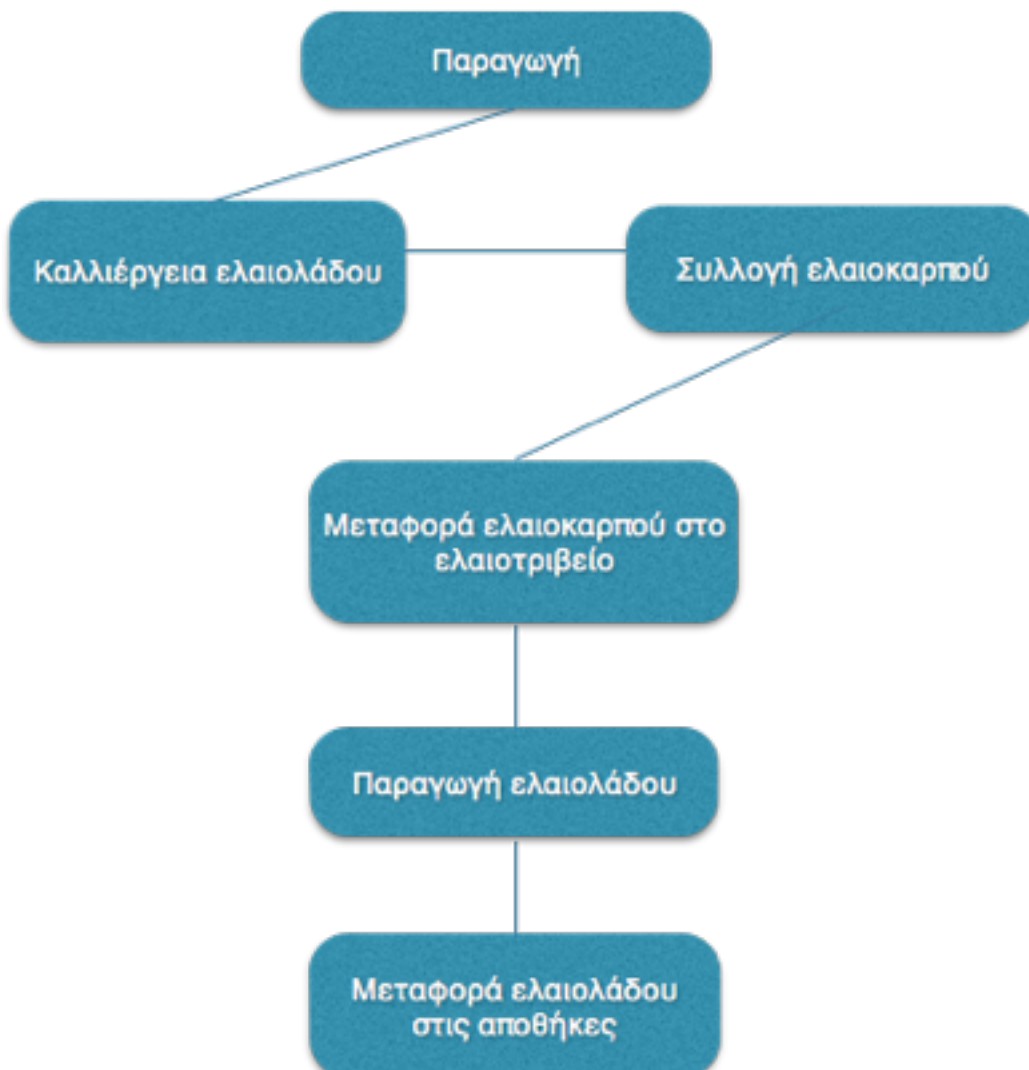 Παραγωγή
Καλλιέργεια ελαιολάδου
Συλλογή ελαιοκαρπού
Μεταφορά ελαιοκαρπού στο
ελαιοτριβείο
Παραγωγή ελαιολάδου
Μεταφορά ελαιολάδου
στις αποθήκες